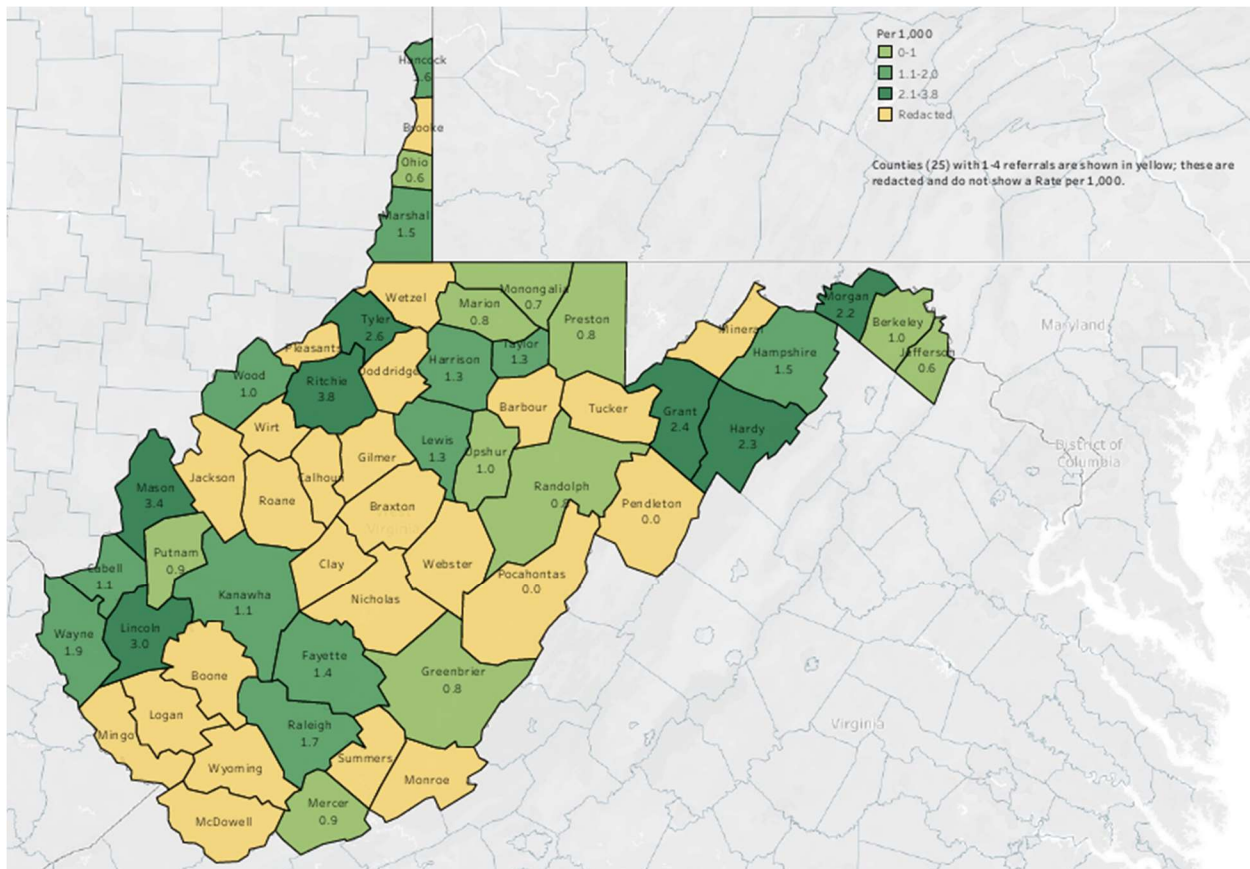 Per 1,000
0-1
1.1-2.0
2.1-3.8
Redacted
Counties (25) with 1-4 referrals are shown in yellow; these are
redacted and do not show a Rate per 1,000.
Hancock
1.6
Brooke
Ohio
0.6
Marshal
1.5
Wetzel
Monongalia
0.7
Marion
0.8
Preston
0.8
Tyler
2.6
Pleasants
Doddridge
Harrison
1.3
Taylor
1.3
Mineral
Hampshire
1.5
Morgan
2.2
Berkeley
1.0
Jefferson
0.6
Maryland
Wood
1.0
Ritchie
3.8
Barbour
Tucker
Grant
2.4
Hardy
2.3
Wirt
Lewis
1.3
Upshur
1.0
District of
Columbia
Jackson
Roane
Calhoun
Gilmer
Braxton
Virginia
Randolph
0.8
Pendleton
0.0
Mason
3.4
Putnam
0.9
Cabell
1.1
Clay
Webster
Pocahontas
0.0
Kanawha
1.1
Nicholas
Wayne
1.9
Lincoln
3.0
Boone
Fayette
1.4
Greenbrier
0.8
Logan
Mingo
Raleigh
1.7
Virginia
Wyoming
Summers
Monroe
McDowell
Mercer
0.9